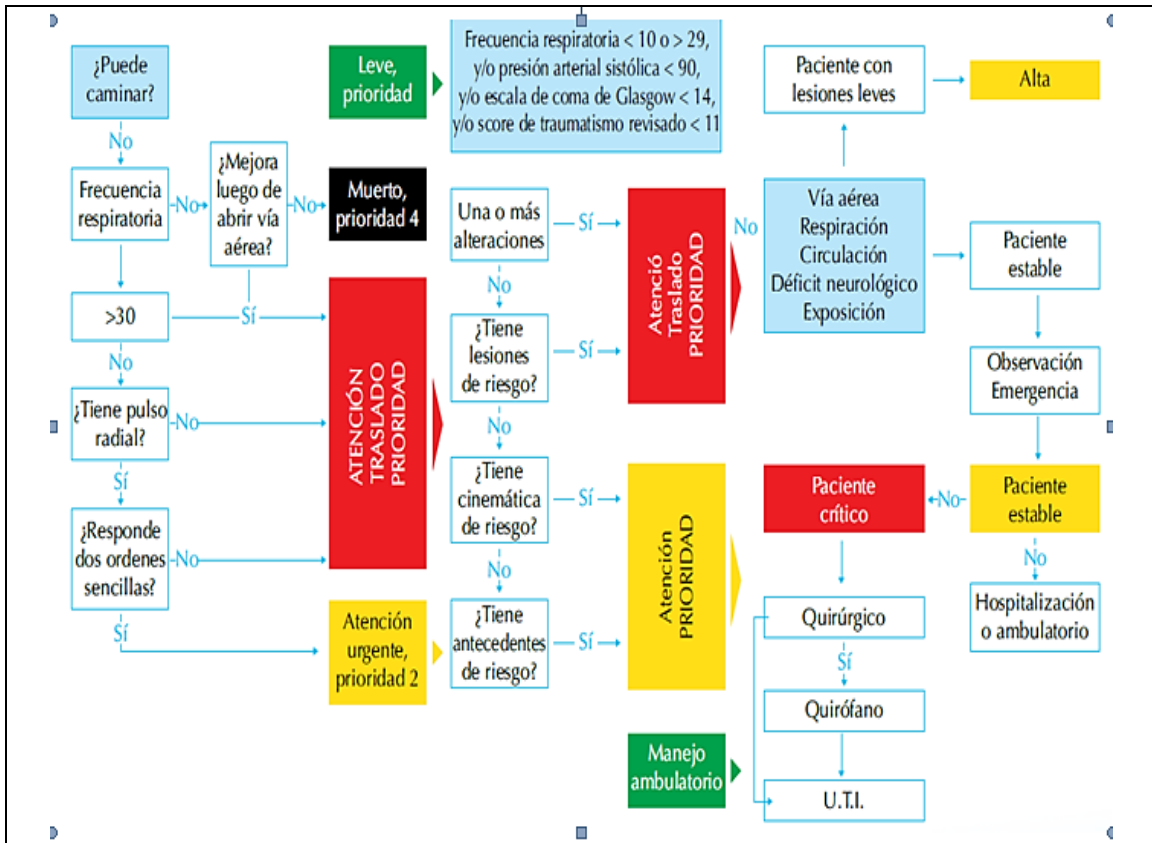 ¿Puede
caminar?
No
Frecuencia
respiratoria
No
¿Mejora
luego de
abrir vía
aérea?
No
Sí
>30
No
¿Tiene pulso
radial?
No
Sí
¿Responde
dos ordenes
sencillas?
No
Sí
Leve,
prioridad
Muerto,
prioridad 4
ATENCIÓN
TRASLADO
PRIORIDAD
Atención
urgente,
prioridad 2
Frecuencia respiratoria < 10 o > 29,
y/o presión arterial sistólica < 90,
y/o escala de coma de Glasgow < 14,
y/o score de traumatismo revisado < 11
Una o más
alteraciones
Sí
No
¿Tiene
lesiones
de riesgo?
Sí
No
¿Tiene
cinemática
de riesgo?
Sí
No
¿Tiene
antecedentes
de riesgo?
Sí
Atenció
Traslado
PRIORIDAD
Atención
PRIORIDAD
Manejo
ambulatorio
Paciente con
lesiones leves
Alta
No
Vía aérea
Respiración
Circulación
Déficit neurológico
Exposición
Paciente
estable
Observación
Emergencia
Paciente
crítico
No
Paciente
estable
No
Hospitalización
o ambulatorio
Quirúrgico
Sí
Quirófano
U.T.I.